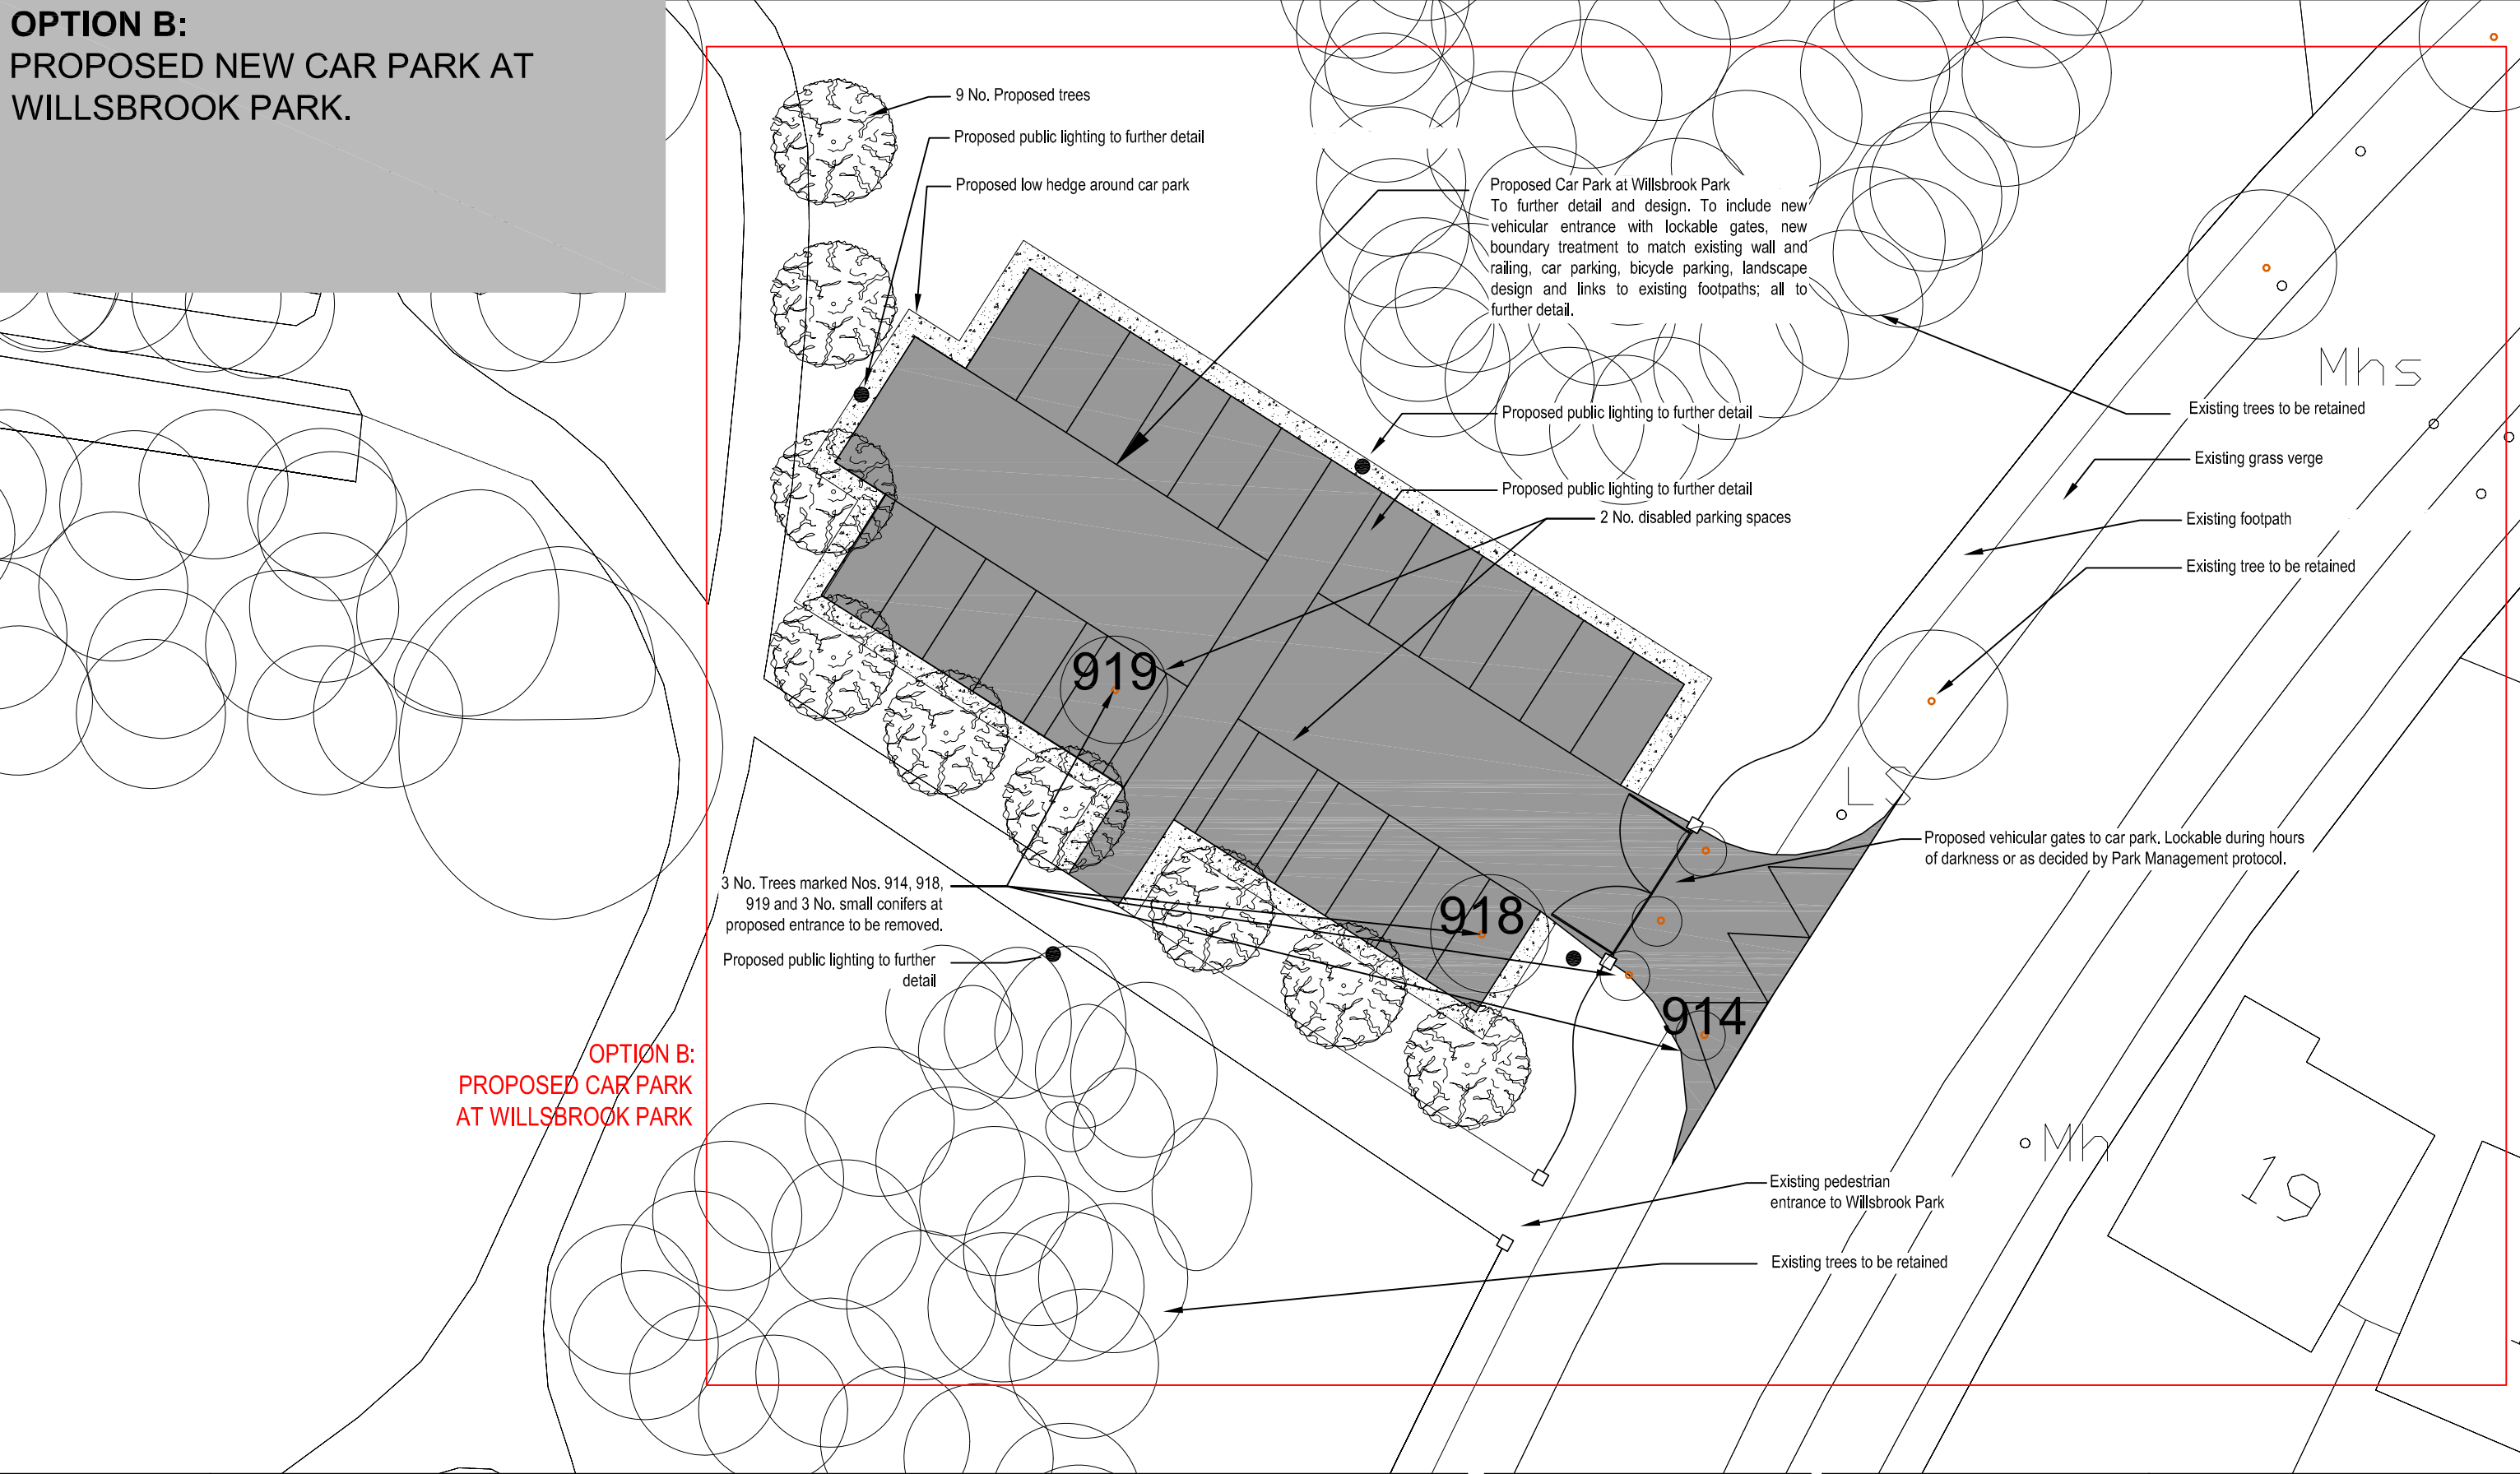 OPTION B:
PROPOSED NEW CAR PARK AT
WILLSBROOK PARK.
9 No. Proposed trees
Proposed public lighting to further detail
Proposed low hedge around car park
Proposed Car Park at Willsbrook Park
To further detail and design. To include new
vehicular entrance with lockable gates, new
boundary treatment to match existing wall and
railing, car parking, bicycle parking, landscape
design and links to existing footpaths; all to
further detail.
Mhs
Existing trees to be retained
Proposed public lighting to further detail
Existing grass verge
Proposed public lighting to further detail
2 No. disabled parking spaces
Existing footpath
Existing tree to be retained
919
LS
Proposed vehicular gates to car park. Lockable during hours
of darkness or as decided by Park Management protocol.
3 No. Trees marked Nos. 914, 918,
919 and 3 No. small conifers at
proposed entrance to be removed.
918
Proposed public lighting to further
detail
914
OPTION B:
PROPOSED CAR PARK
AT WILLSBROOK PARK
Mh
19
Existing pedestrian
entrance to Willsbrook Park
Existing trees to be retained